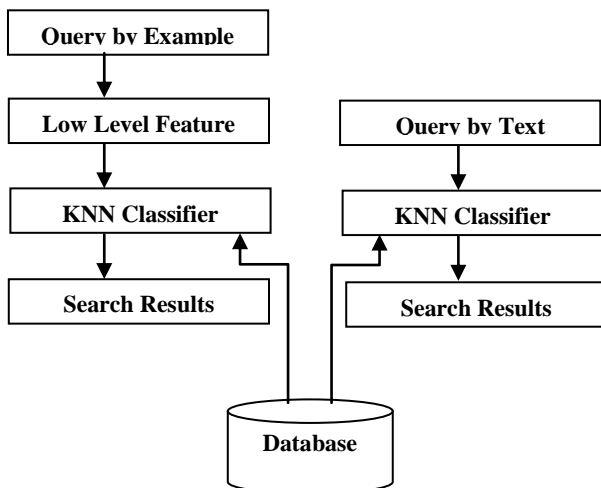 Query by Example
Low Level Feature
KNN Classifier
Search Results
Query by Text
KNN Classifier
Search Results
Database